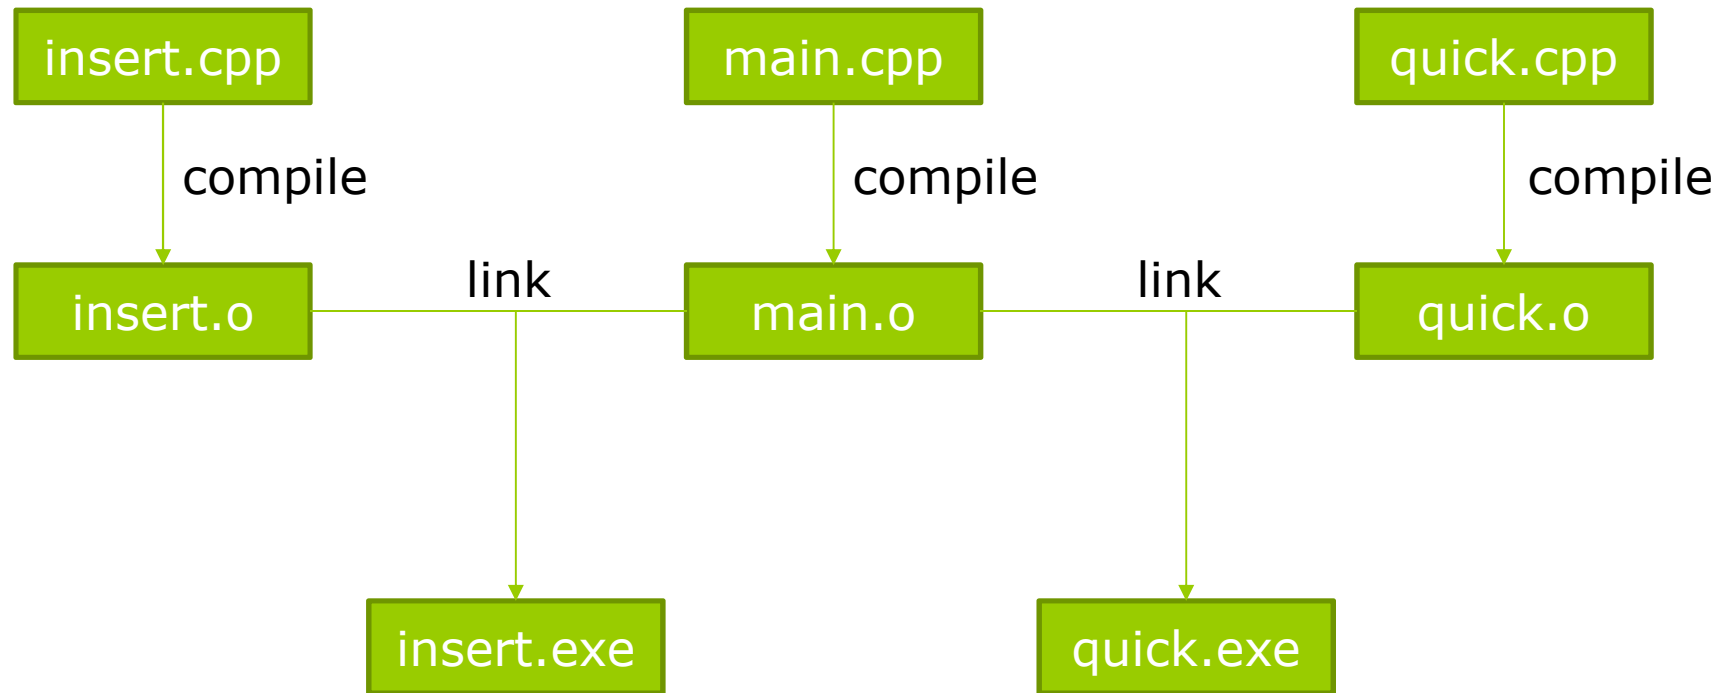 insert.cpp
main.cpp
quick.cpp
compile
compile
compile
link
link
insert.o
main.o
quick.o
insert.exe
quick.exe